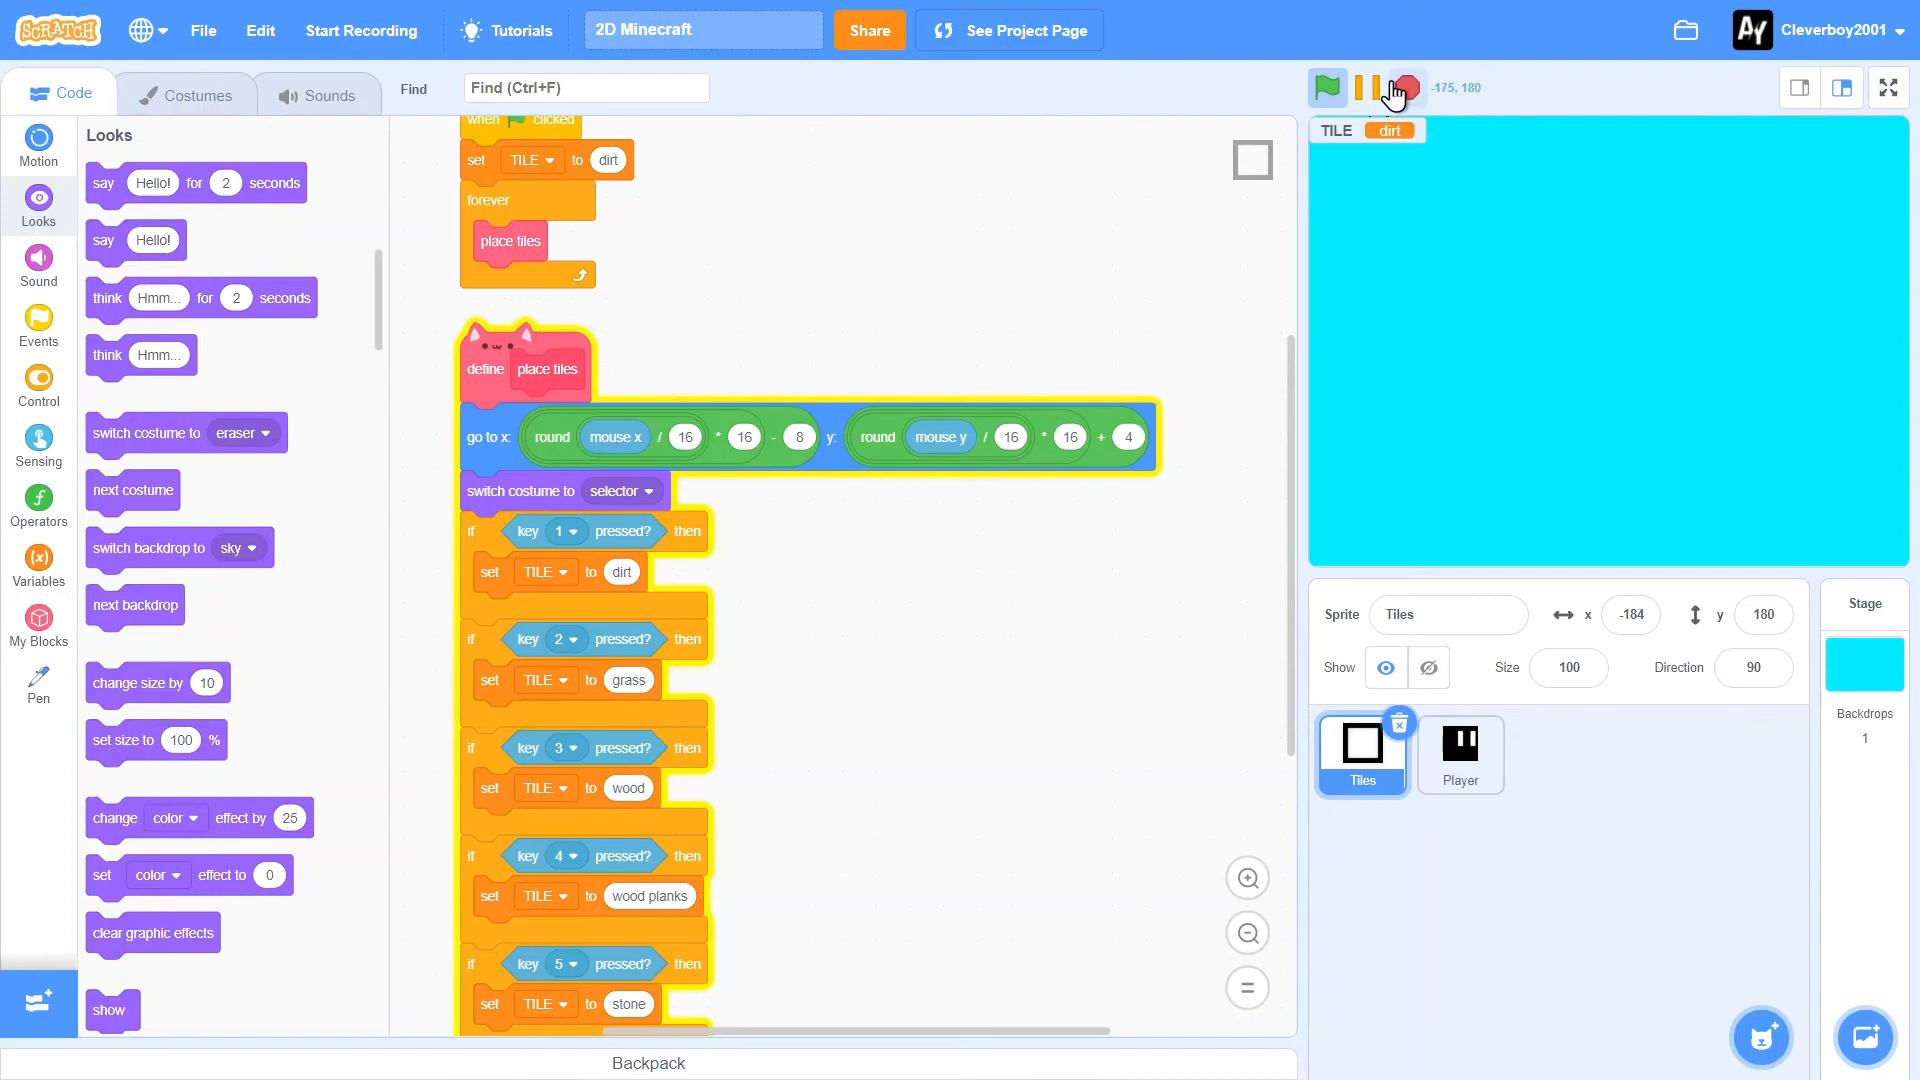 SCRATCH File Edit Start Recording Tutorials 2D Minecraft Share See Project Page Ay Cleverboy2001
Code Costumes Sounds Find Find (Ctrl+F) -175, 180
Motion
Looks
Sound
Events
Control
Sensing
Operators
Variables
My Blocks
Pen
Looks
say Hello! for 2 seconds
say Hello!
think Hmm... for 2 seconds
think Hmm...
switch costume to eraser
next costume
switch backdrop to sky
next backdrop
change size by 10
set size to 100 %
change color effect by 25
set color effect to 0
clear graphic effects
show
when clicked
set TILE to dirt
forever
place tiles
define place tiles
go to x: round mouse x / 16 * 16 - 8 y: round mouse y / 16 * 16 + 4
switch costume to selector
if key 1 pressed? then
set TILE to dirt
if key 2 pressed? then
set TILE to grass
if key 3 pressed? then
set TILE to wood
if key 4 pressed? then
set TILE to wood planks
if key 5 pressed? then
set TILE to stone
Backpack
TILE dirt
Sprite Tiles x -184 y 180
Show Size 100 Direction 90
Tiles
Player
Stage
Backdrops
1